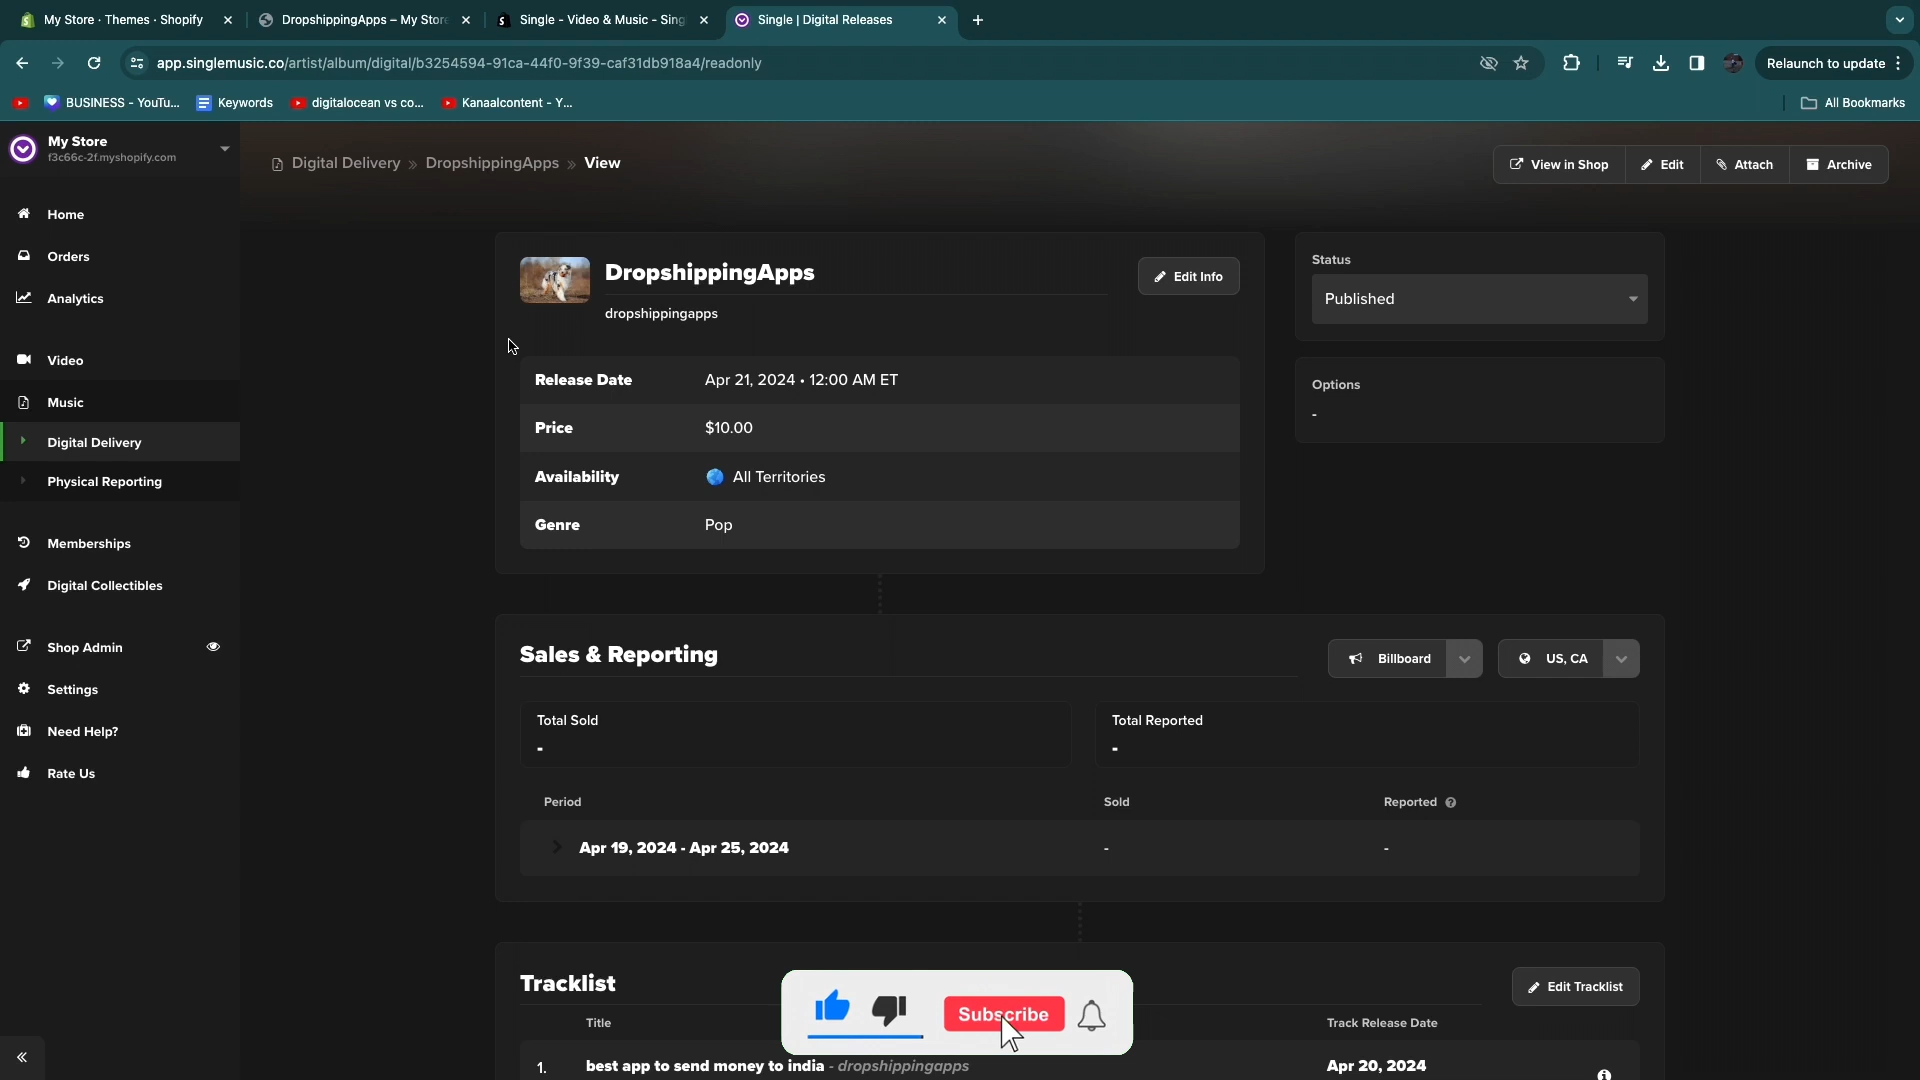 My Store · Themes · Shopify
DropshippingApps – My Store
Single - Video & Music - Sing
Single | Digital Releases
app.singlemusic.co/artist/album/digital/b3254594-91ca-44f0-9f39-caf31db918a4/readonly
Relaunch to update
BUSINESS - YouTu...
Keywords
digitalocean vs co...
Kanaalcontent - Y...
All Bookmarks
My Store
f3c66c-2f.myshopify.com
Digital Delivery » DropshippingApps » View
View in Shop
Edit
Attach
Archive
Home
Orders
Analytics
Video
Music
Digital Delivery
Physical Reporting
Memberships
Digital Collectibles
Shop Admin
Settings
Need Help?
Rate Us
DropshippingApps
Edit Info
dropshippingapps
Release Date Apr 21, 2024 • 12:00 AM ET
Price $10.00
Availability All Territories
Genre Pop
Status
Published
Options
-
Sales & Reporting
Billboard
US, CA
Total Sold
-
Total Reported
-
Period Sold Reported ?
Apr 19, 2024 - Apr 25, 2024 - -
Tracklist
Edit Tracklist
Title Track Release Date
1. best app to send money to india - dropshippingapps Apr 20, 2024
Subscribe